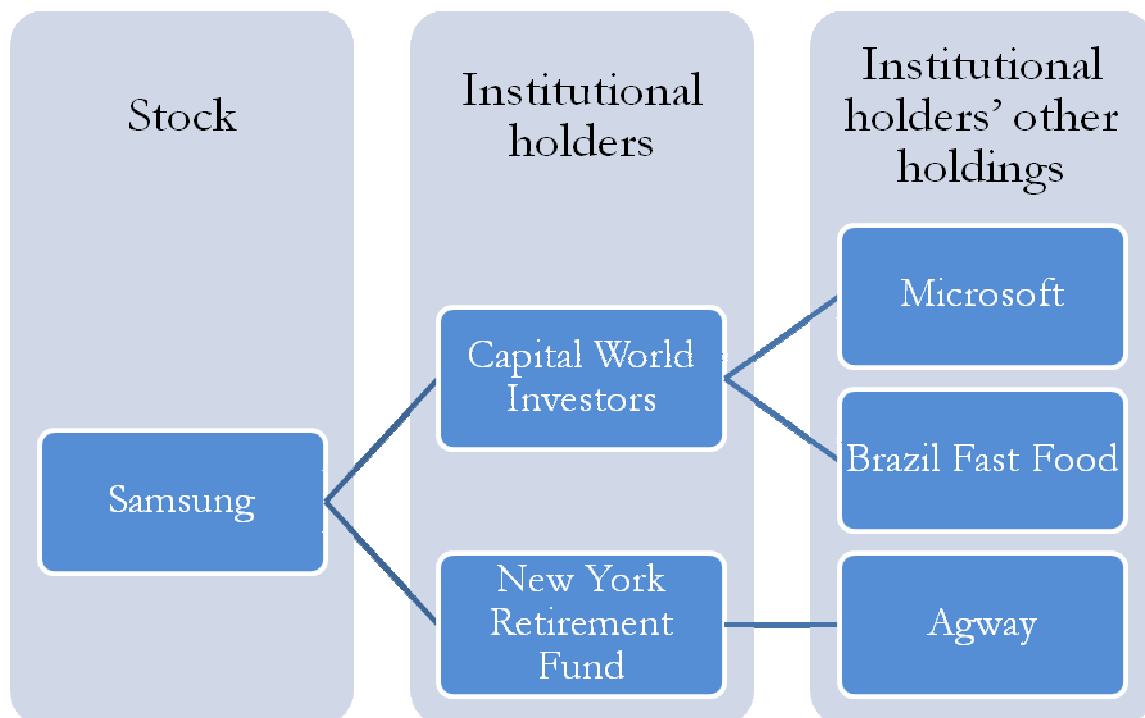 Stock
Institutional
holders
Institutional
holders’ other
holdings
Samsung
Capital World
Investors
New York
Retirement
Fund
Microsoft
Brazil Fast Food
Agway